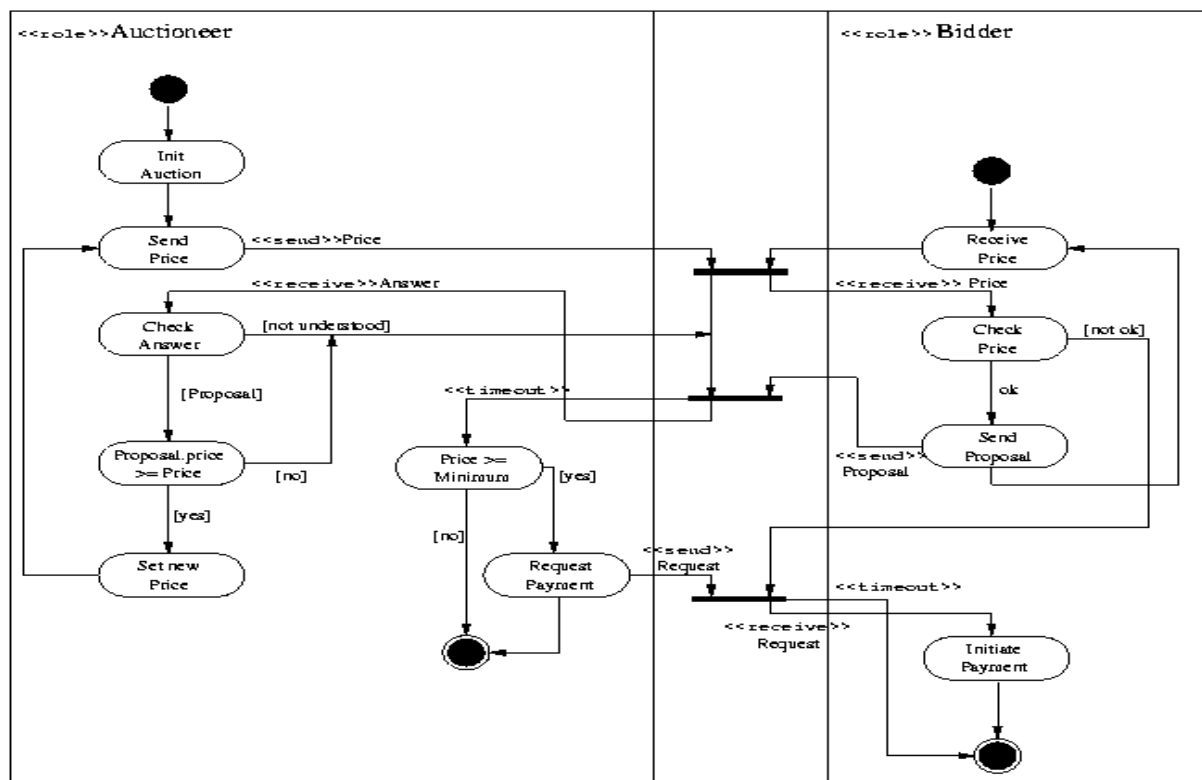 <<role>>Auctioneer
<<role>>Bidder
Init
Auction
Send
Price
<<send>>Price
Receive
Price
<<receive>>Answer
<<receive>> Price
Check
Answer
[not understood]
Check
Price
[not ok]
[Proposal]
<<timeout>>
ok
Proposal.price
>= Price
[no]
Price >=
Minimum
[yes]
Send
Proposal
<<send>>
Proposal
[yes]
[no]
Set new
Price
Request
Payment
<<send>>
Request
<<timeout>>
<<receive>>
Request
Initiate
Payment